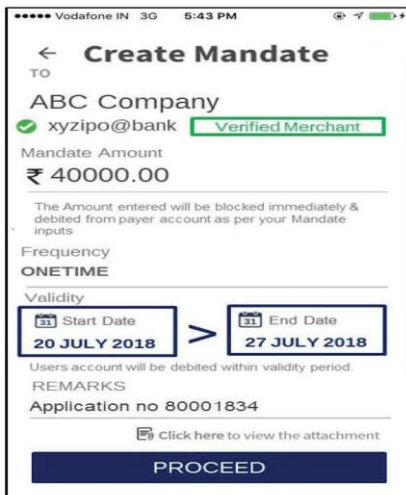 Vodafone IN 3G 5:43 PM
← Create Mandate
TO
ABC Company
xyzipo@bank Verified Merchant
Mandate Amount
₹ 40000.00
The Amount entered will be blocked immediately &
debited from payer account as per your Mandate
inputs
Frequency
ONETIME
Validity
31 Start Date > 31 End Date
20 JULY 2018 27 JULY 2018
Users account will be debited within validity period.
REMARKS
Application no 80001834
Click here to view the attachment
PROCEED